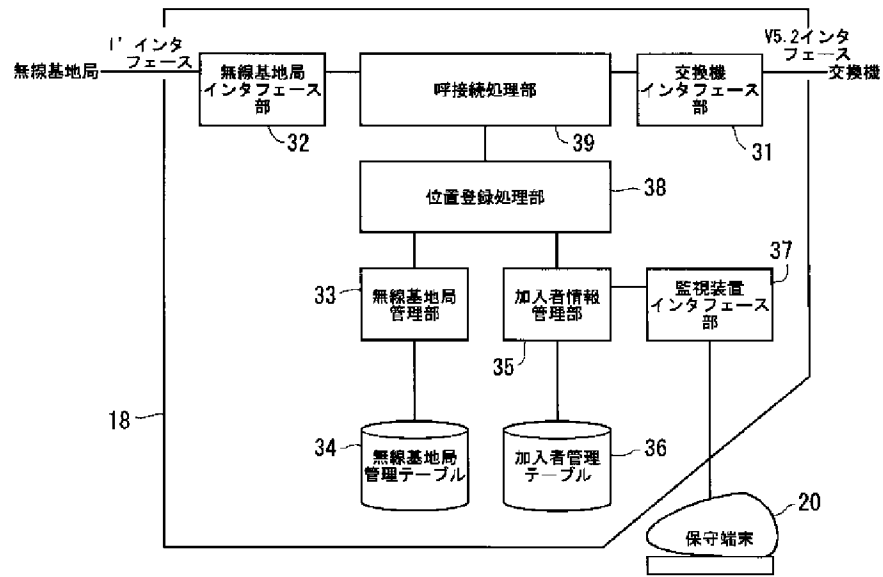 I' インタ
フェース
無線基地局
無線基地局
インタフェース
部
32
呼接続処理部
39
交換機
インタフェース
部
31
V5.2インタ
フェース
交換機
位置登録処理部
38
33
無線基地局
管理部
加入者情報
管理部
35
監視装置
インタフェース
部
37
18
34
無線基地局
管理テーブル
加入者管理
テーブル
36
20
保守端末